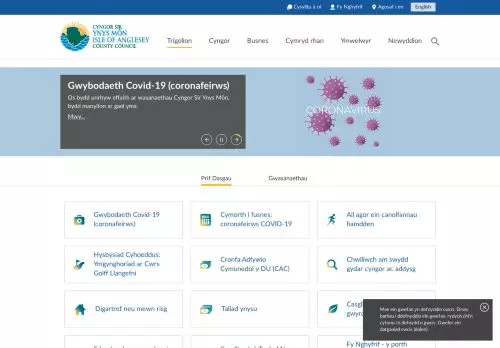 Cysylltu â ni
Fy Nghyfrif
Agosaf i mi
English
CYNGOR SIR
YNYS MÔN
ISLE OF ANGLESEY
COUNTY COUNCIL
Trigolion
Cyngor
Busnes
Cymryd rhan
Ymwelwyr
Newyddion
Gwybodaeth Covid-19 (coronafeirws)
Os bydd unrhyw effaith ar wasanaethau Cyngor Sir Ynys Môn,
bydd manylion ar gael yma.
Mwy...
CORONAVIRUS
Prif Dasgau
Gwasanaethau
Gwybodaeth Covid-19
(coronafeirws)
Cymorth i fusnes:
coronafeirws COVID-19
Ail agor ein canolfannau
hamdden
Hysbysiad Cyhoeddus:
Ymgynghoriad ar Cwrs
Golff Llangefni
Cronfa Adfywio
Cymunedol y DU (CAC)
Chwiliwch am swydd
gydar cyngor ac addysg
Digartref neu mewn risg
Taliad ynysu
Casgl
gwyr
Mae ein gwefan yn defnyddio cwcis. Drwy
barhau i ddefnyddio ein gwefan, rydych chi'n
cytuno i'n defnydd o gwcis. Gweler ein
datganiad cwcis (dolen)
Fy Nghyfrif - y porth